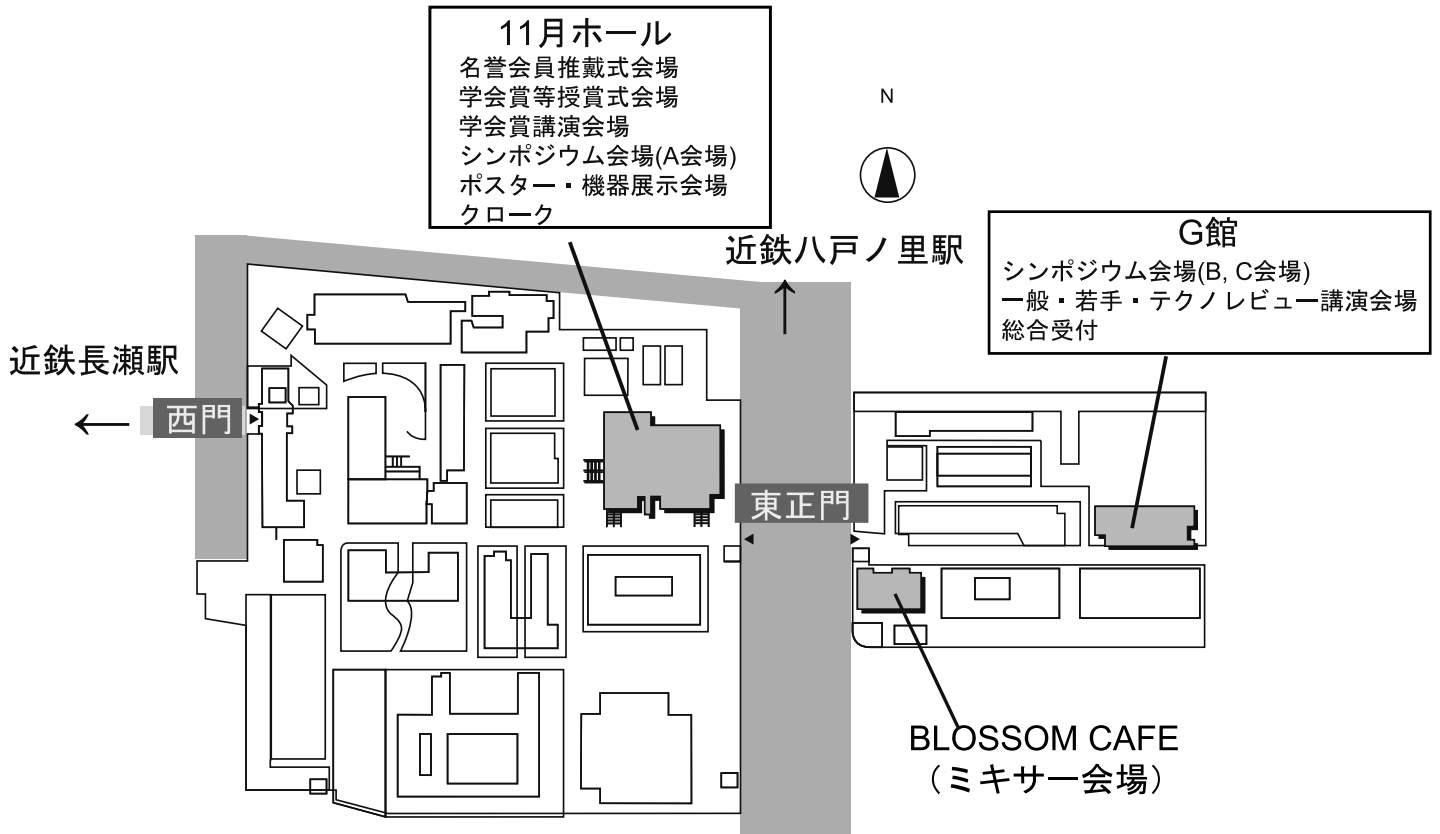 11月ホール
名誉会員推戴式会場
学会賞等授賞式会場
学会賞講演会場
シンポジウム会場(A会場)
ポスター・機器展示会場
クローク
N
近鉄八戸ノ里駅
G館
シンポジウム会場(B, C会場)
一般・若手・テクノレビュー講演会場
総合受付
近鉄長瀬駅
西門
東正門
BLOSSOM CAFE
（ミキサー会場）